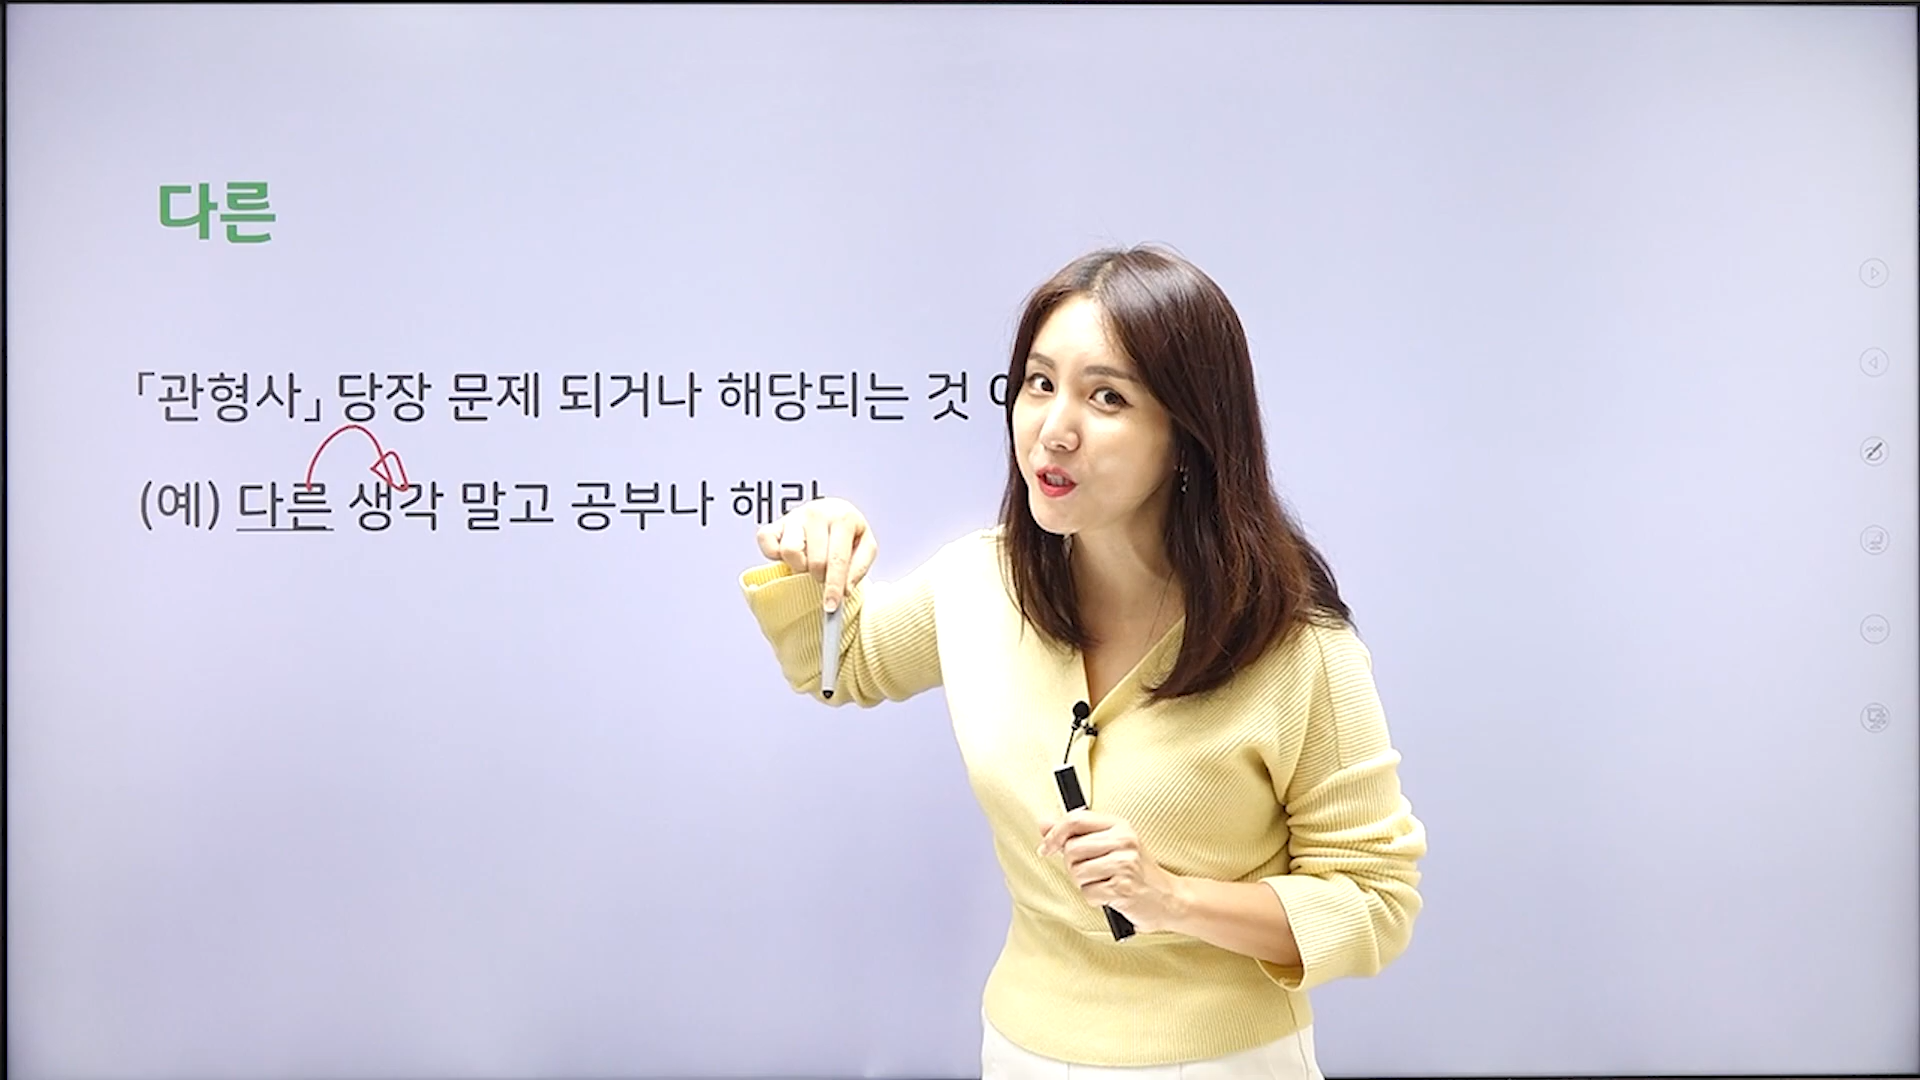 다른
「관형사」 당장 문제 되거나 해당되는 것
(예) 다른 생각 말고 공부나 해라